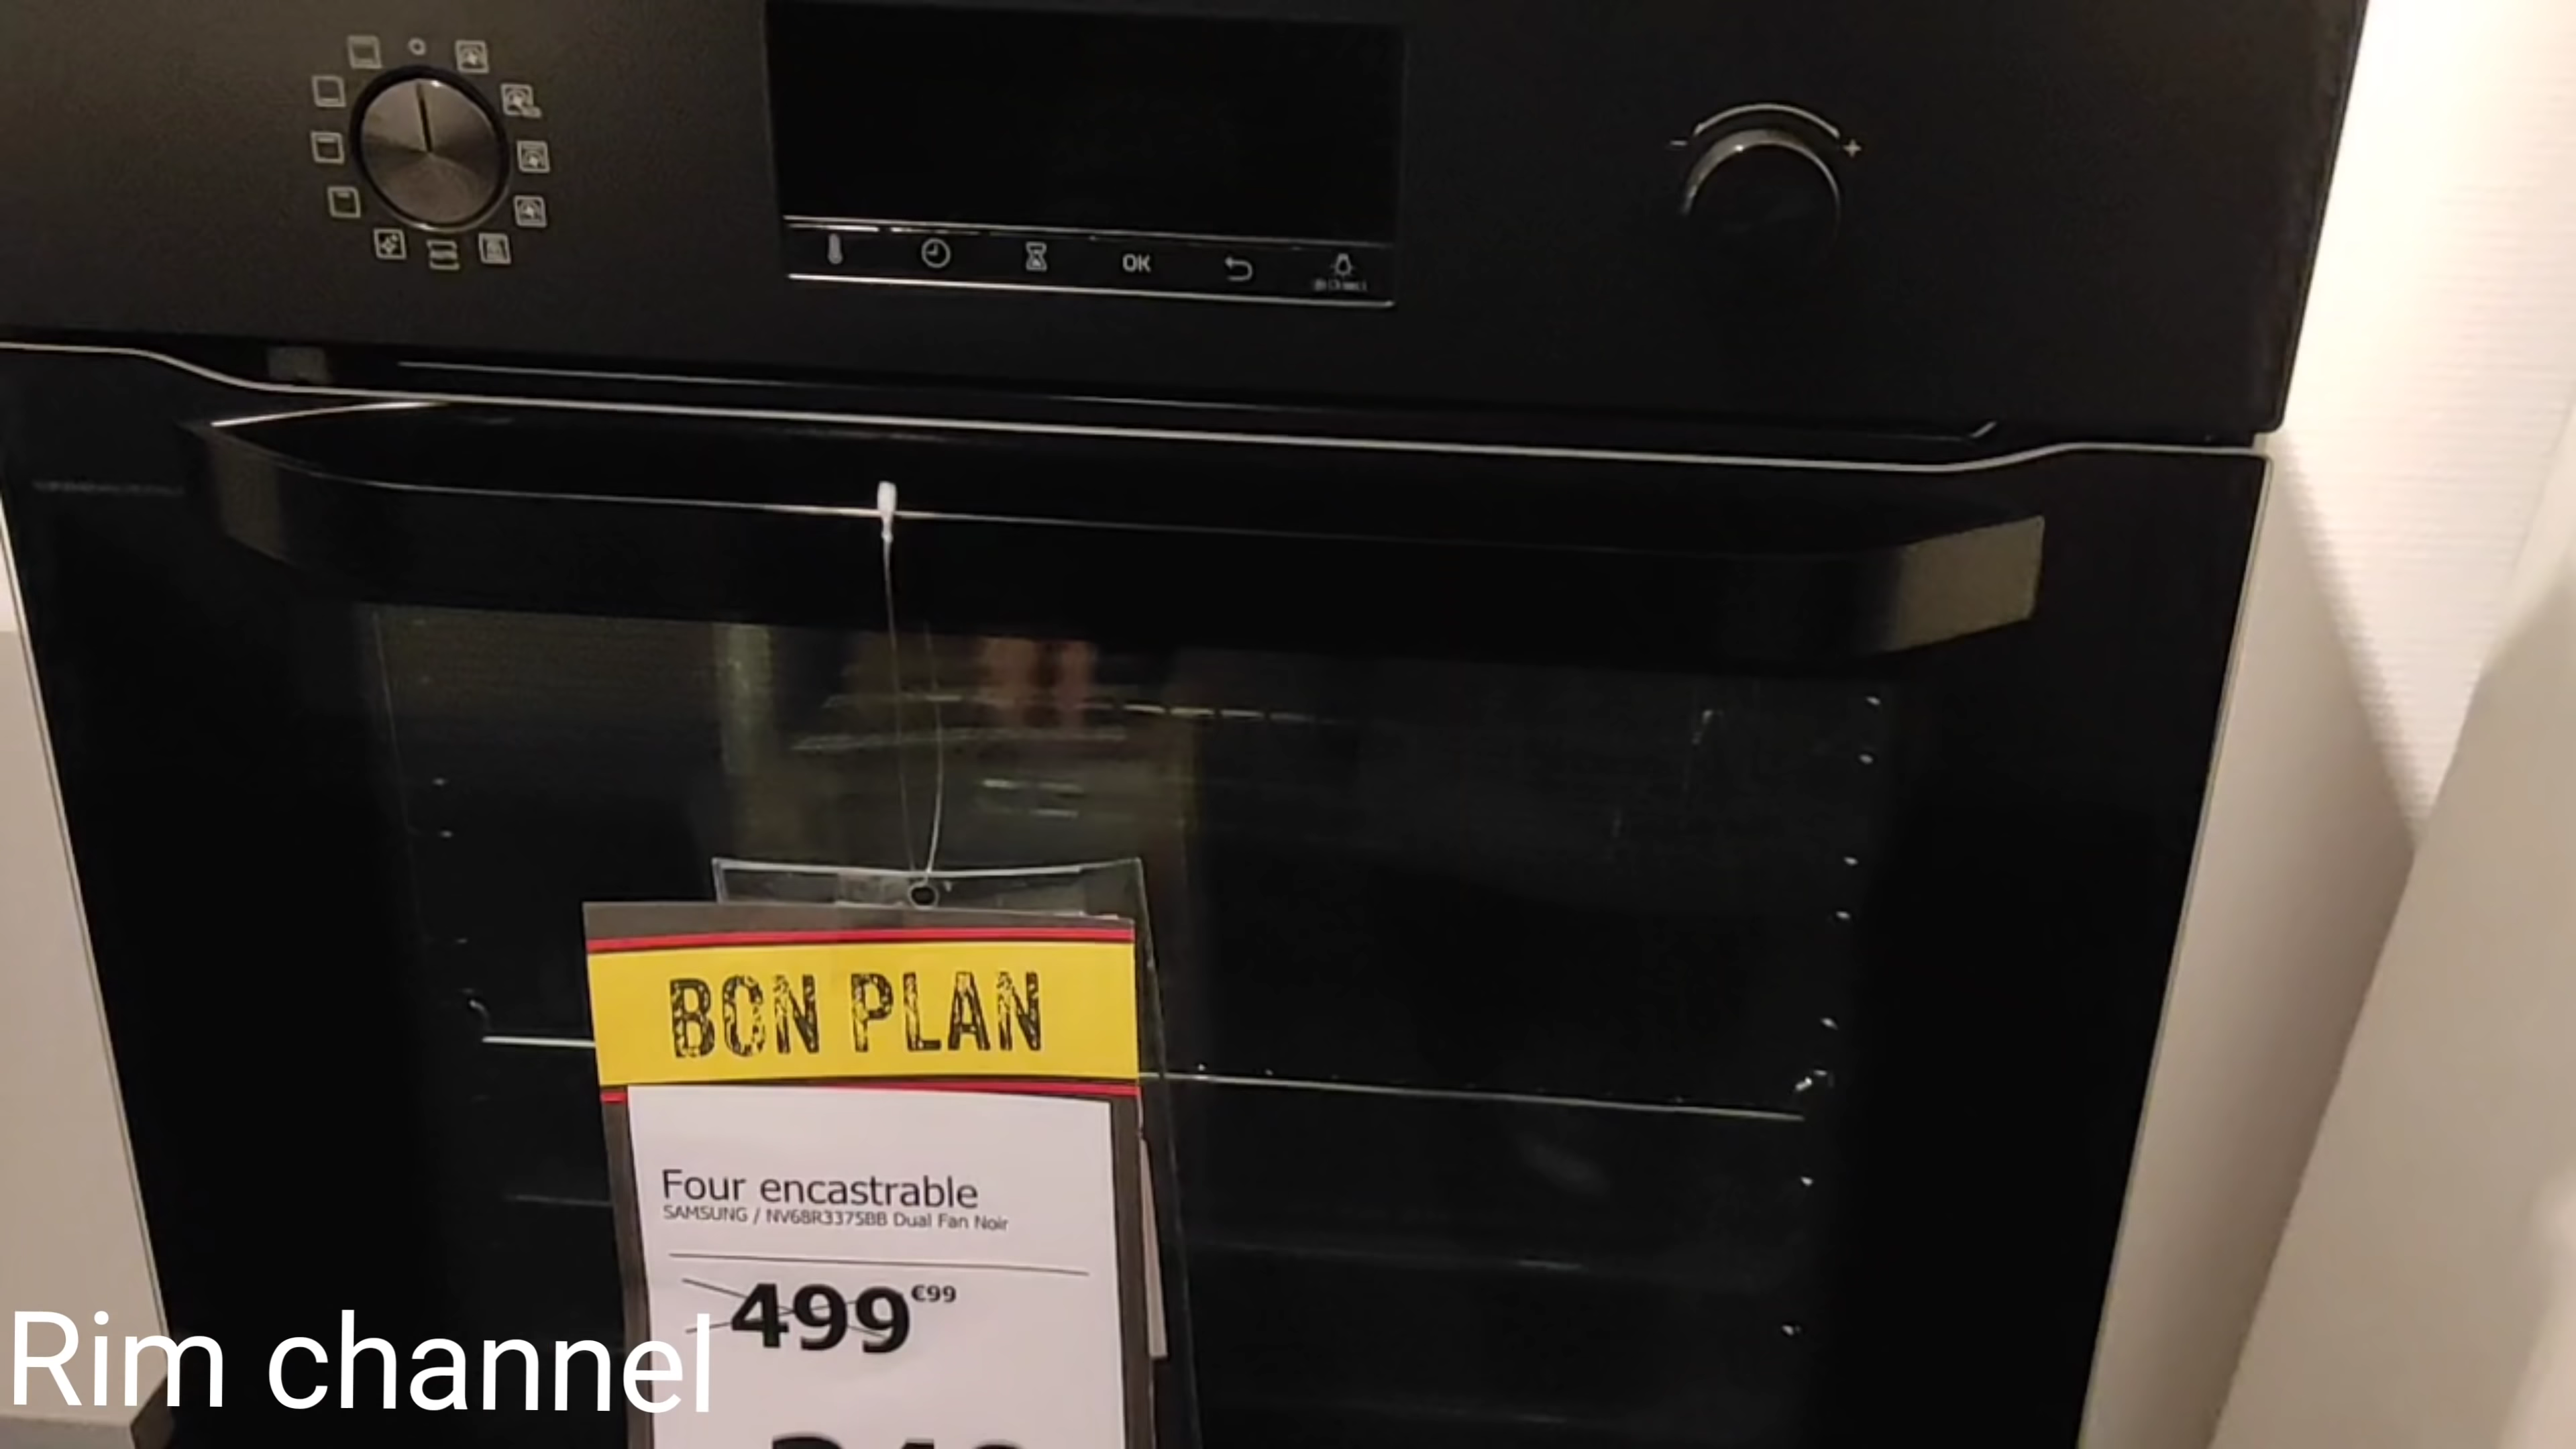 OK
BON PLAN
Four encastrable
SAMSUNG / NV68R3375BB Dual Fan Noir
499€99
Rim channel